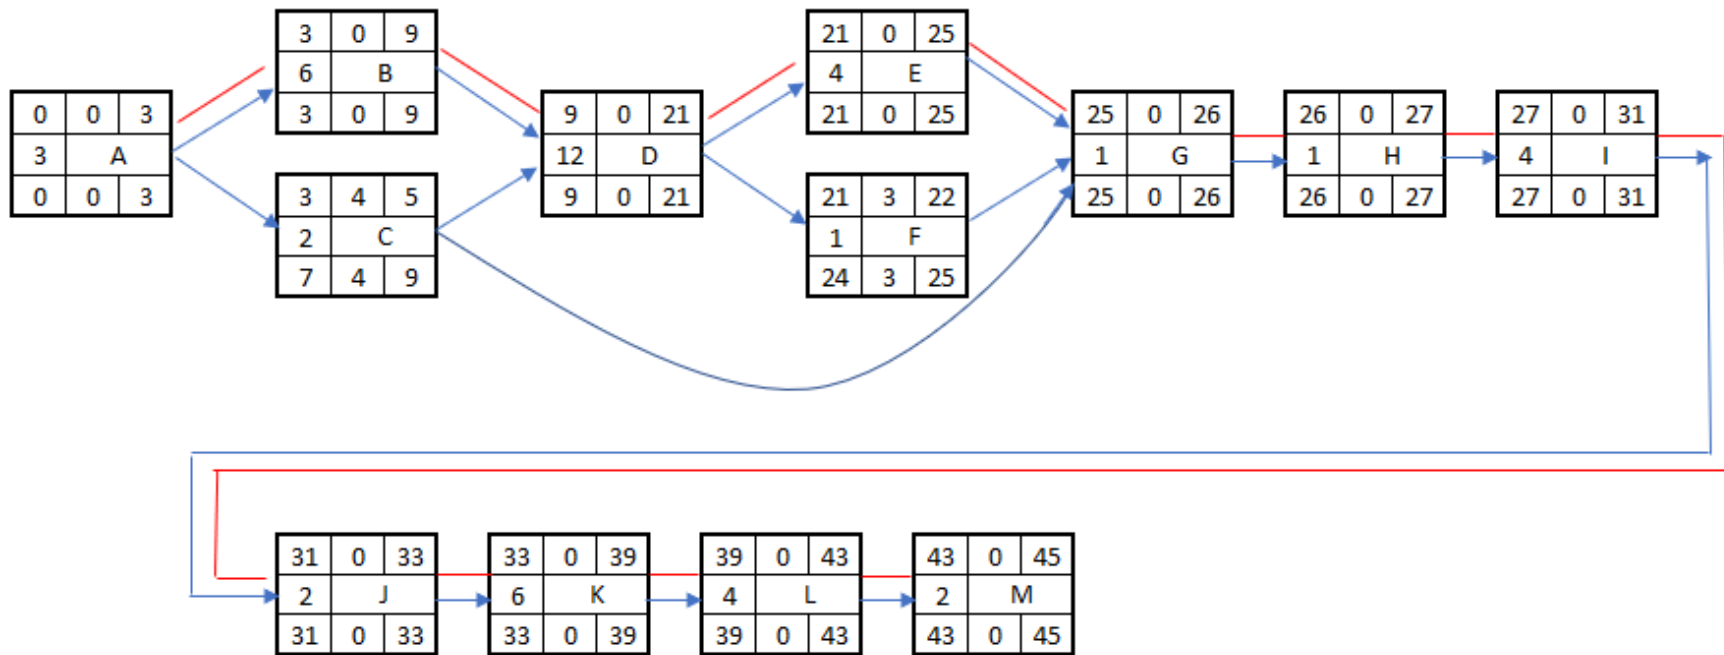 3 0 9
6 B
3 0 9
21 0 25
4 E
21 0 25
0 0 3
3 A
0 0 3
9 0 21
12 D
9 0 21
25 0 26
1 G
25 0 26
26 0 27
1 H
26 0 27
27 0 31
4 I
27 0 31
3 4 5
2 C
7 4 9
21 3 22
1 F
24 3 25
31 0 33
2 J
31 0 33
33 0 39
6 K
33 0 39
39 0 43
4 L
39 0 43
43 0 45
2 M
43 0 45